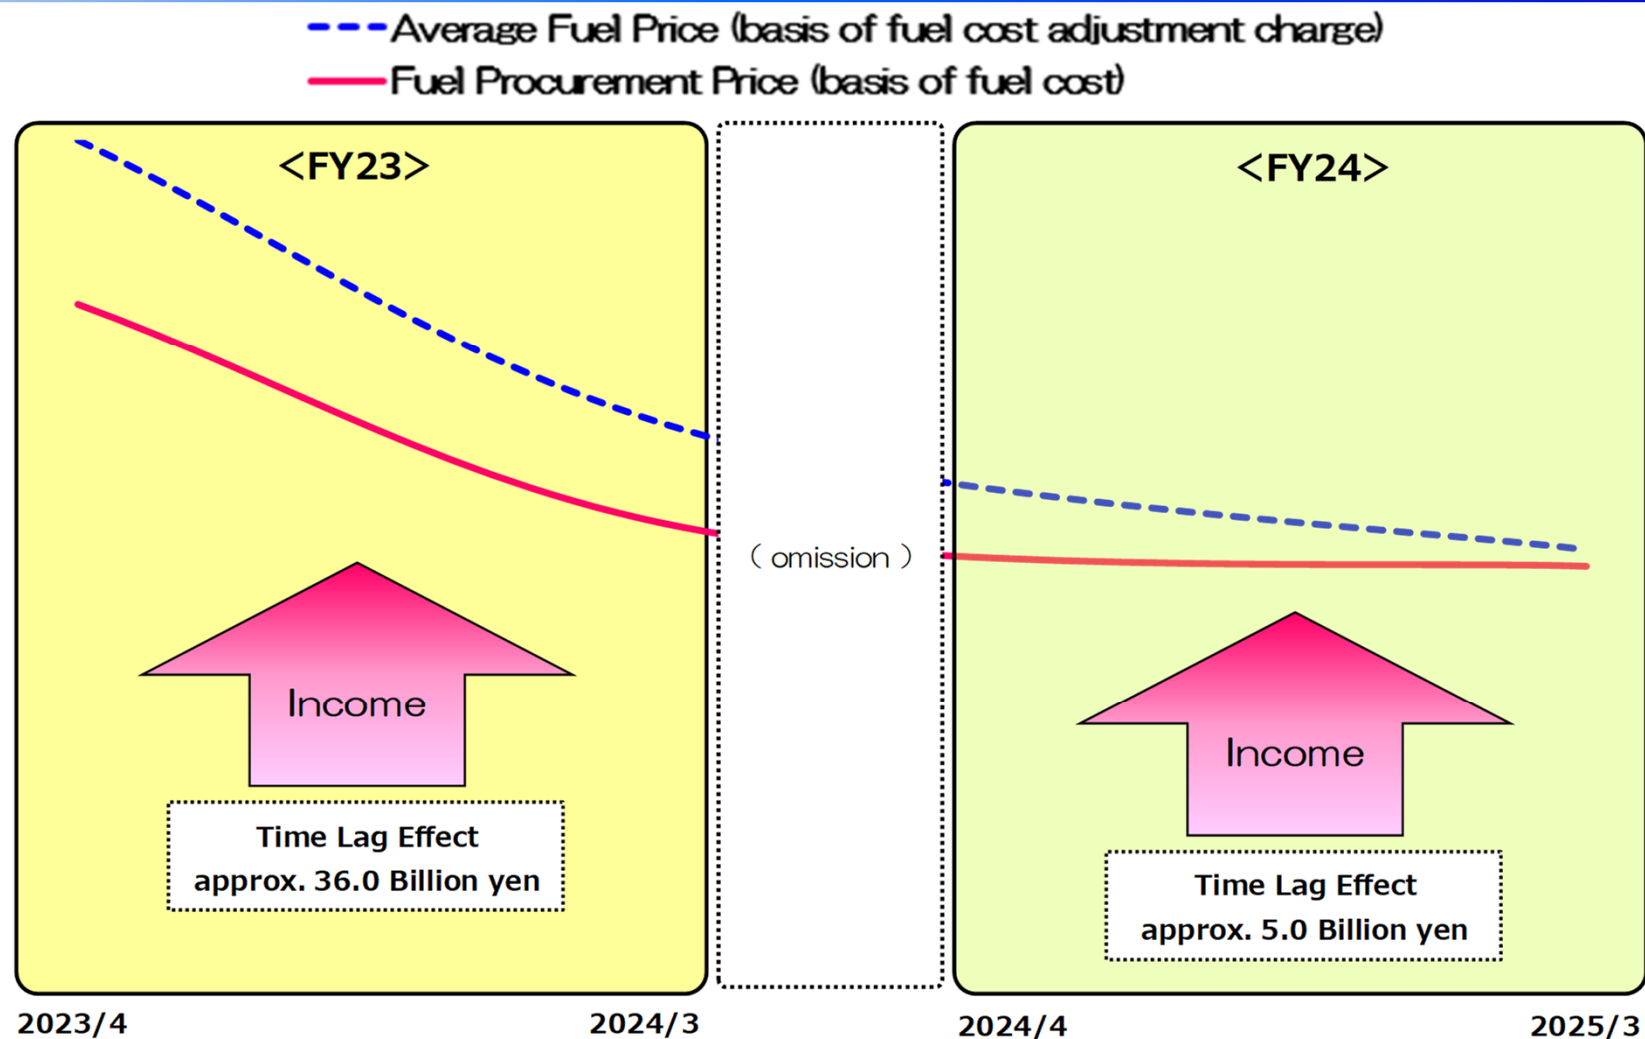 Average Fuel Price (basis of fuel cost adjustment charge)
Fuel Procurement Price (basis of fuel cost)
<FY23>
Income
Time Lag Effect
approx. 36.0 Billion yen
( omission )
<FY24>
Income
Time Lag Effect
approx. 5.0 Billion yen
2023/4
2024/3
2024/4
2025/3